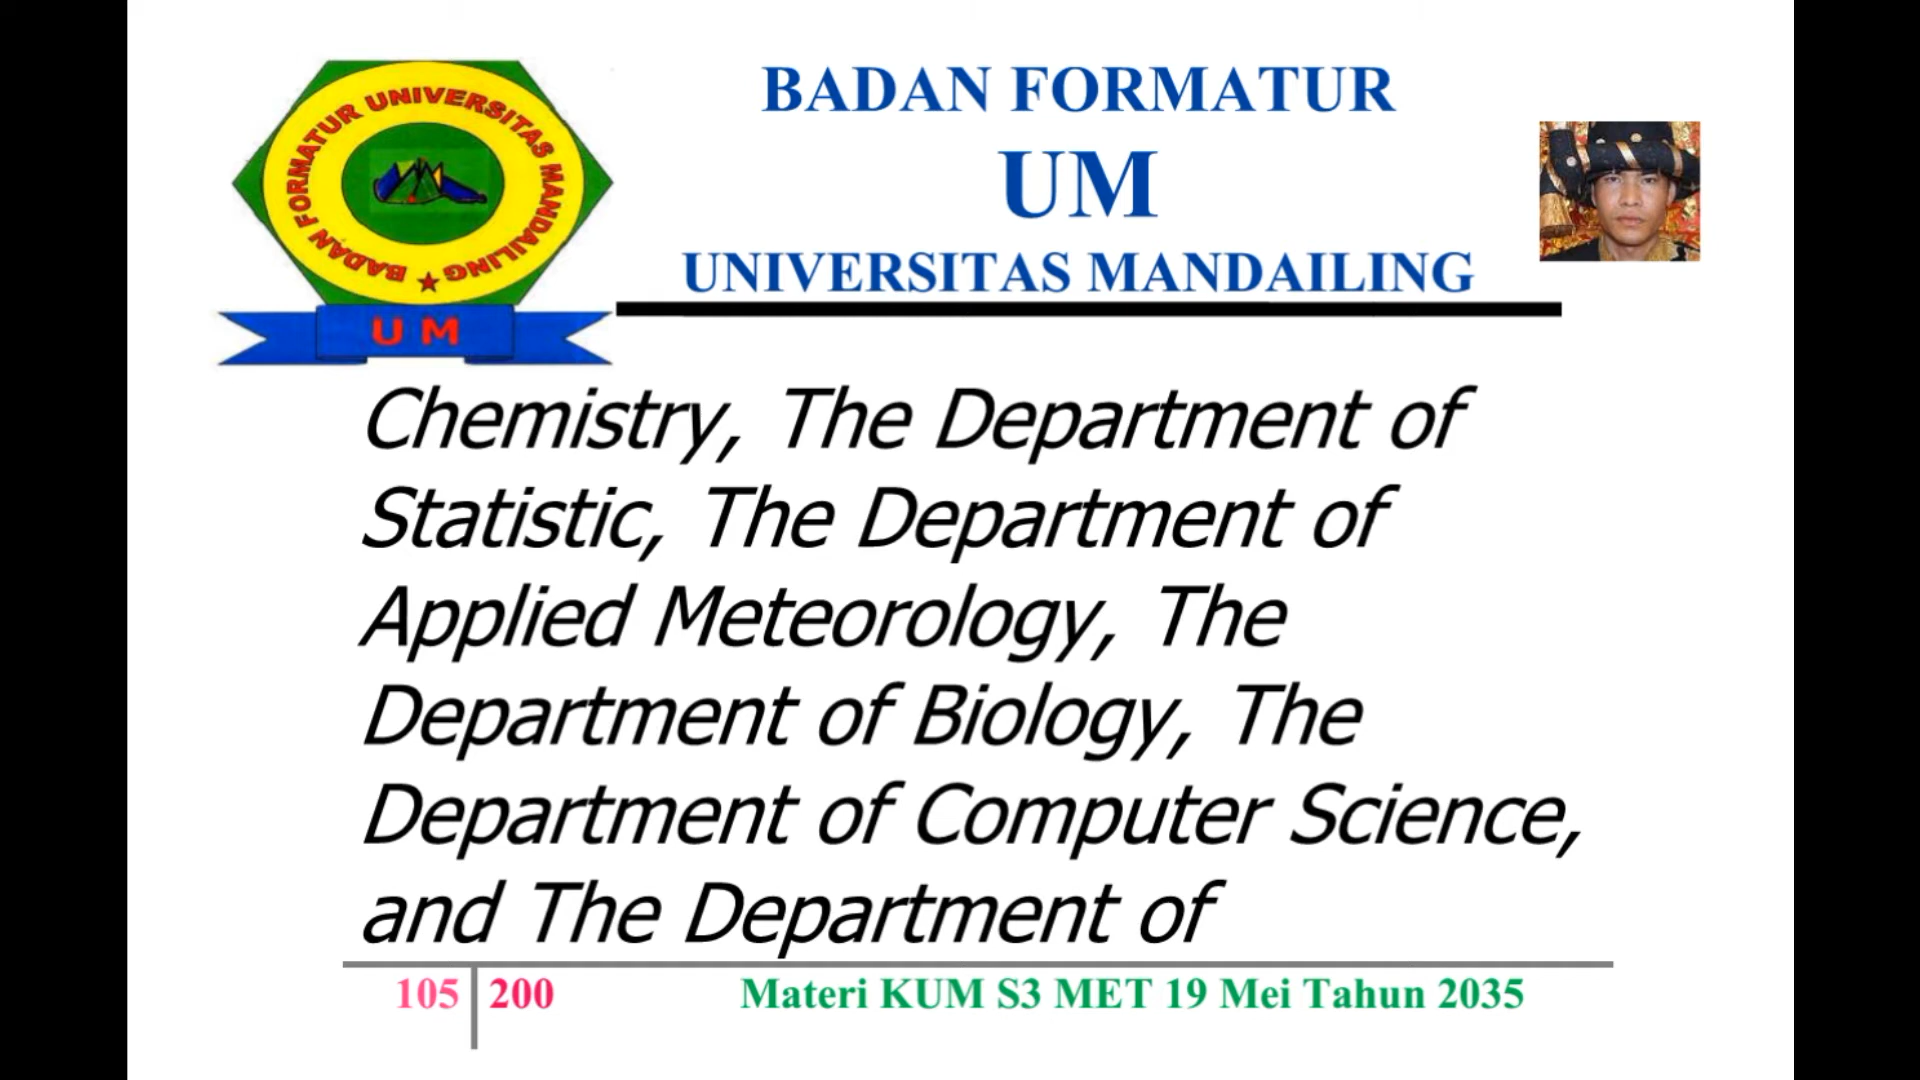 BADAN FORMATUR UNIVERSITAS MANDAILING
U M
BADAN FORMATUR
UM
UNIVERSITAS MANDAILING
Chemistry, The Department of
Statistic, The Department of
Applied Meteorology, The
Department of Biology, The
Department of Computer Science,
and The Department of
105 200 Materi KUM S3 MET 19 Mei Tahun 2035